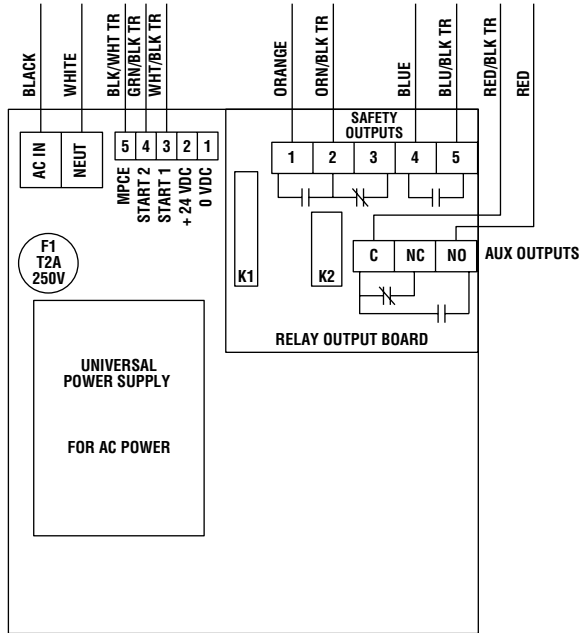 BLACK
WHITE
BLK/WHT TR
GRN/BLK TR
WHT/BLK TR
ORANGE
ORN/BLK TR
BLUE
BLU/BLK TR
RED/BLK TR
RED
AC IN
NEUT
5 4 3 2 1
MPCE
START 2
START 1
+ 24 VDC
0 VDC
SAFETY
OUTPUTS
1 2 3 4 5
K1
K2
C NC NO
AUX OUTPUTS
RELAY OUTPUT BOARD
F1
T2A
250V
UNIVERSAL
POWER SUPPLY
FOR AC POWER